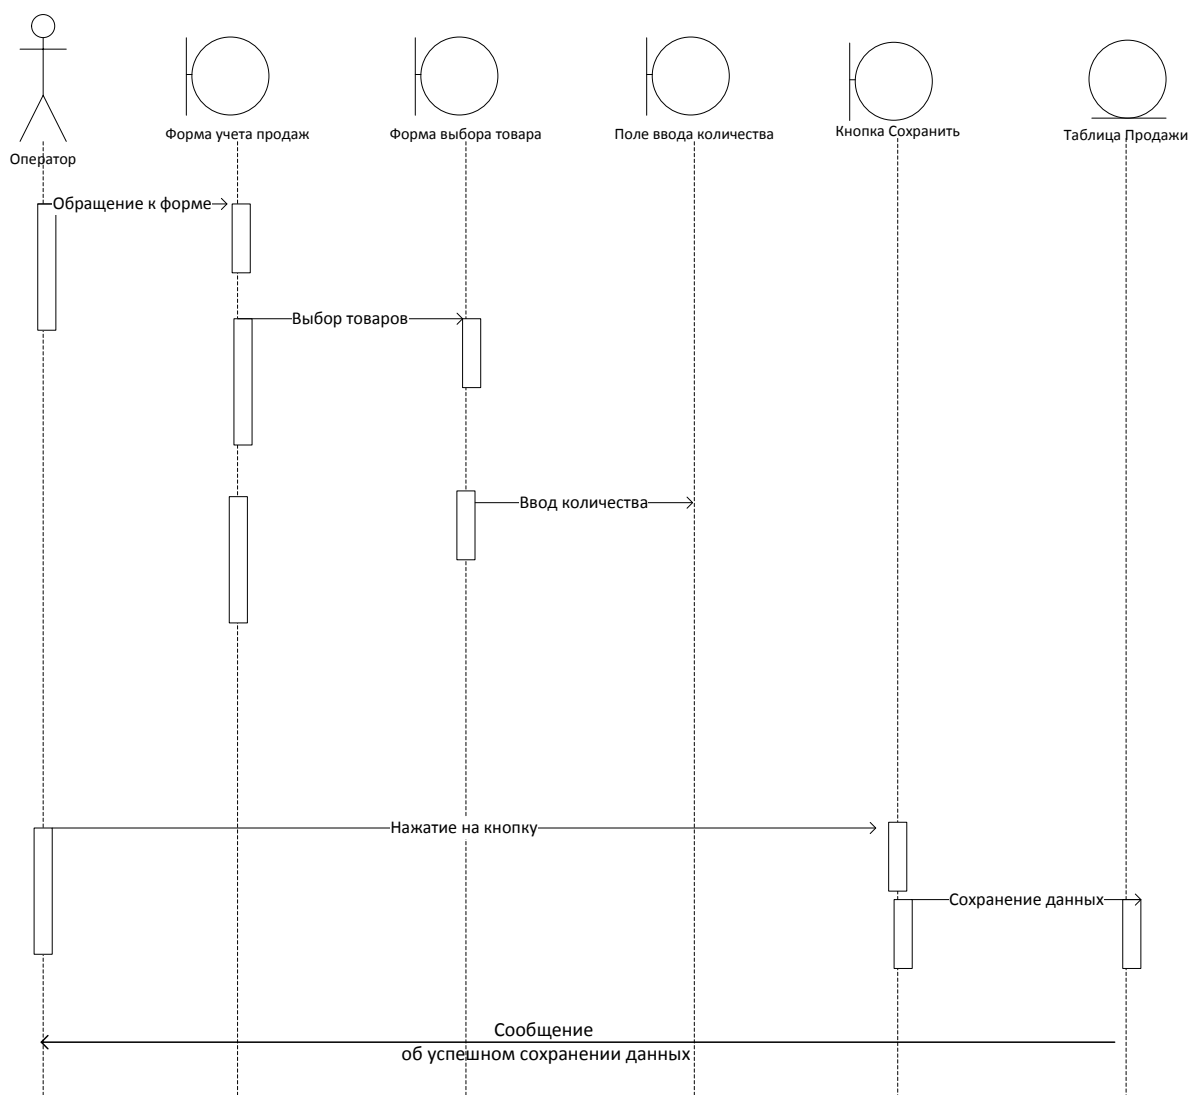 Оператор
Форма учета продаж
Форма выбора товара
Поле ввода количества
Кнопка Сохранить
Таблица Продажи
Обращение к форме
Выбор товаров
Ввод количества
Нажатие на кнопку
Сохранение данных
Сообщение
об успешном сохранении данных